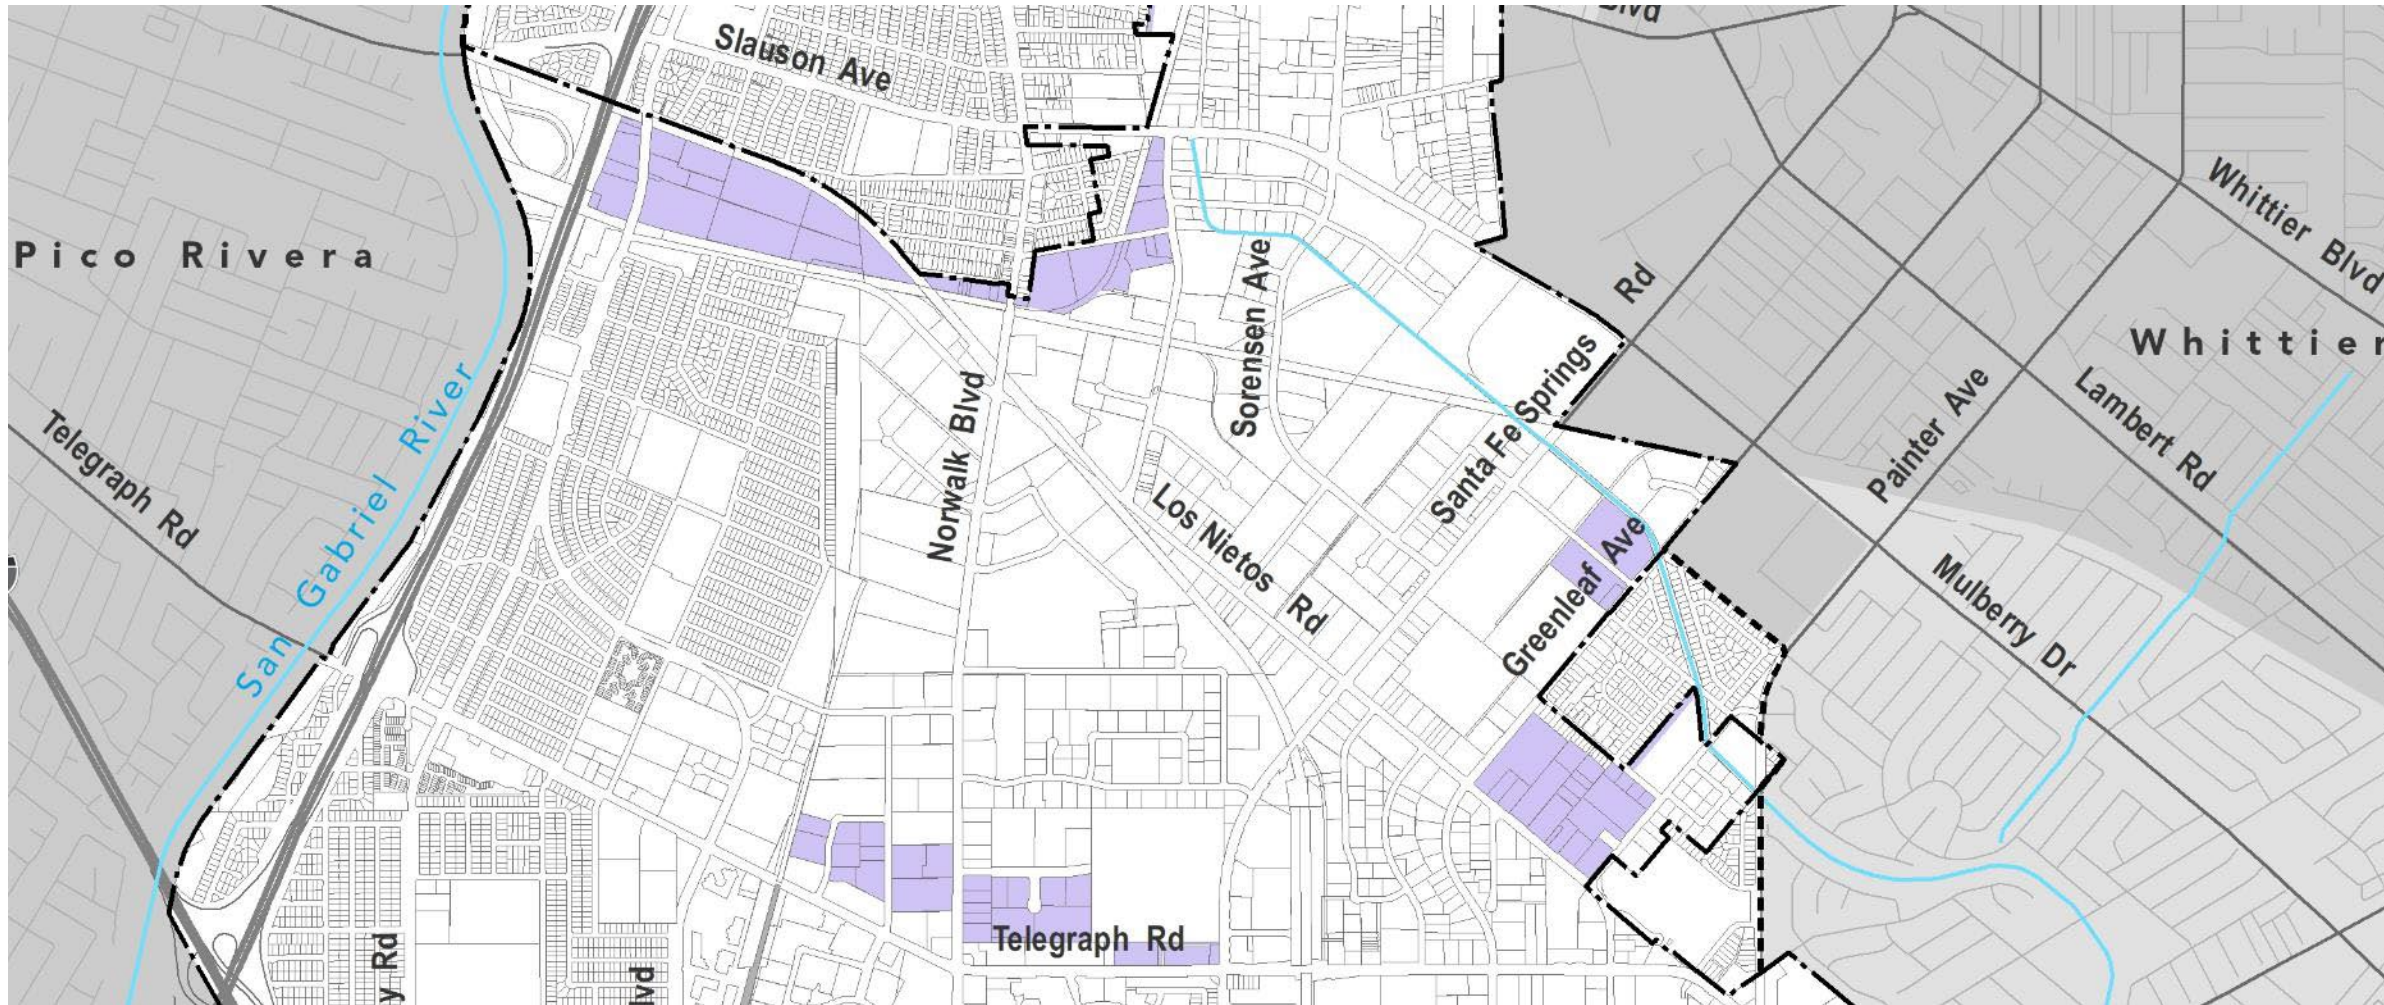 Blvd
Slauson Ave
Whittier Blvd
Pico Rivera
Rd
Sorensen Ave
Whittier
Santa Fe Springs
Painter Ave
Lambert Rd
San Gabriel River
Norwalk Blvd
Telegraph Rd
Los Nietos Rd
Greenleaf Ave
Mulberry Dr
Telegraph Rd
Rd